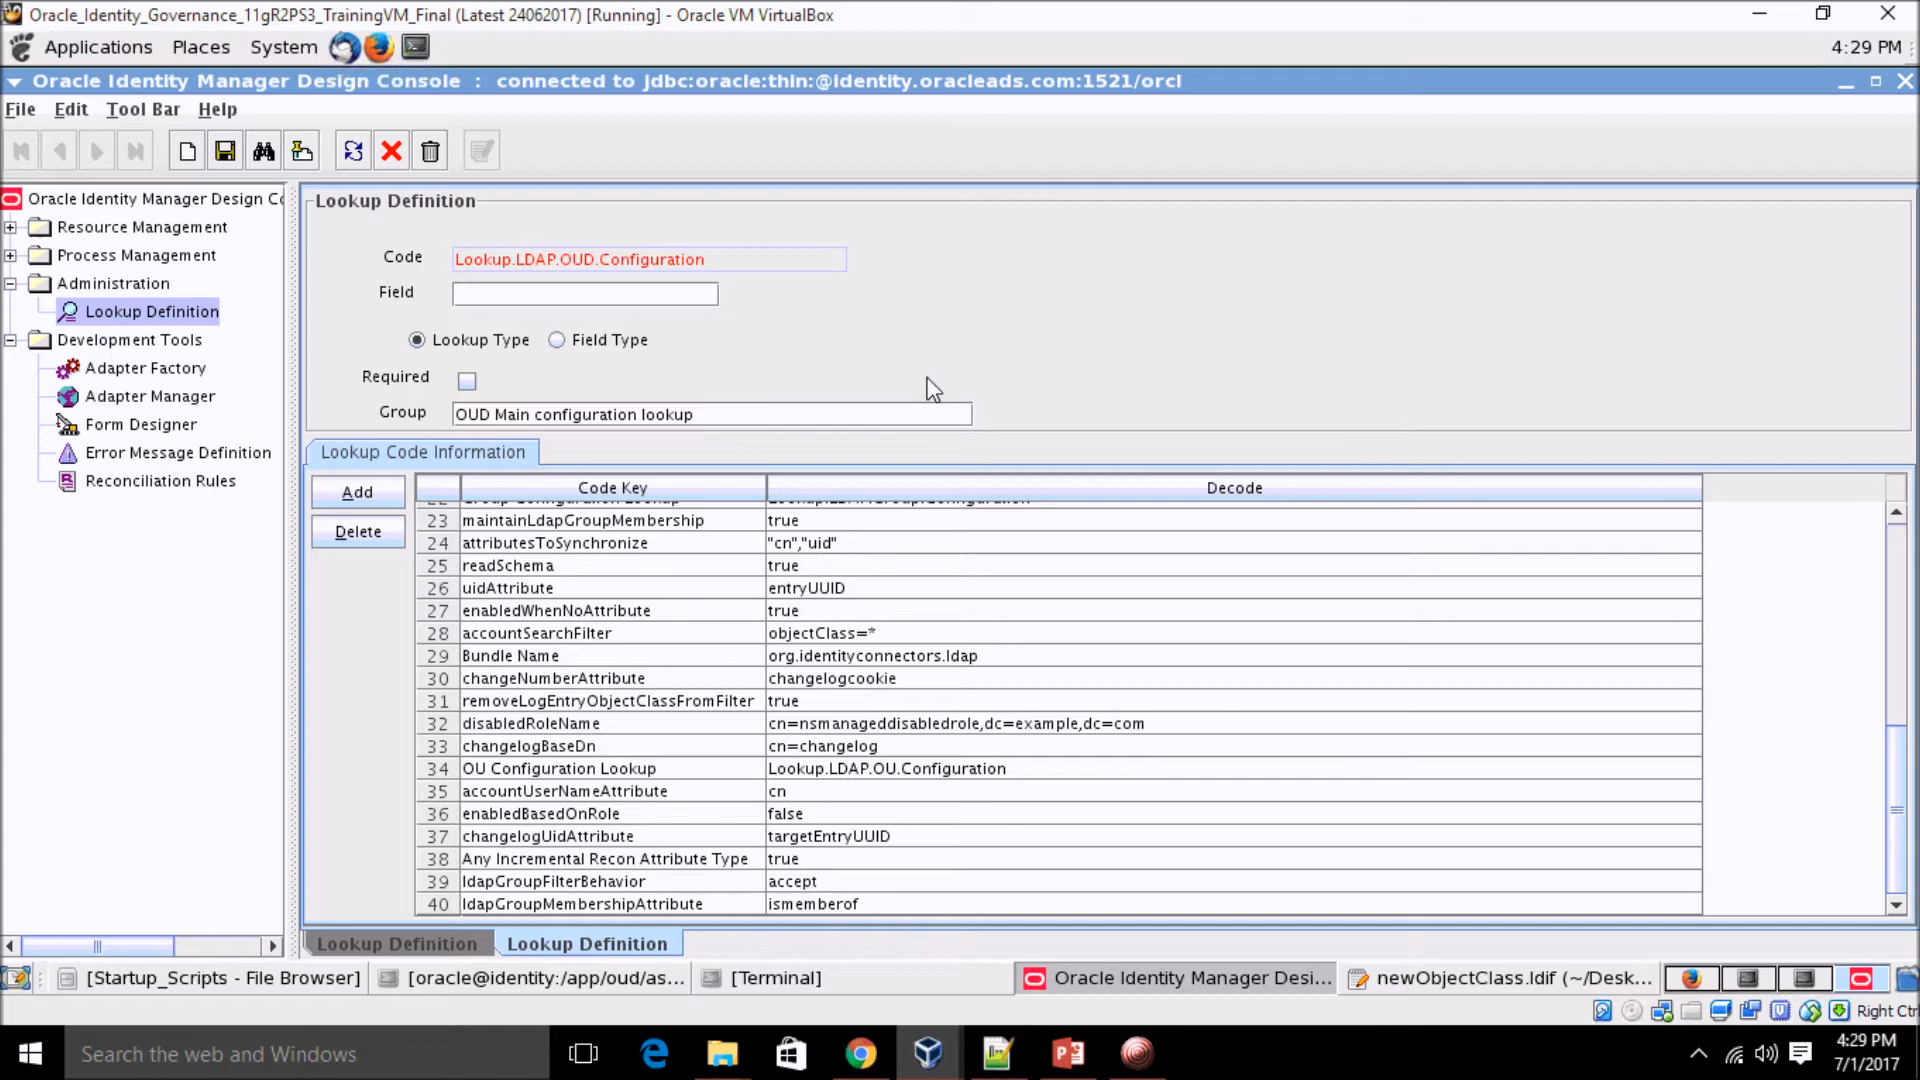 Oracle_Identity_Governance_11gR2PS3_TrainingVM_Final (Latest 24062017) [Running] - Oracle VM VirtualBox
Applications Places System 4:29 PM
Oracle Identity Manager Design Console : connected to jdbc:oracle:thin:@identity.oracleads.com:1521/orcl
File Edit Tool Bar Help
Oracle Identity Manager Design Co
Resource Management
Process Management
Administration
Lookup Definition
Development Tools
Adapter Factory
Adapter Manager
Form Designer
Error Message Definition
Reconciliation Rules
Lookup Definition
Code Lookup.LDAP.OUD.Configuration
Field
Lookup Type Field Type
Required
Group OUD Main configuration lookup
Lookup Code Information
Add
Delete
Code Key Decode
23 maintainLdapGroupMembership true
24 attributesToSynchronize "cn","uid"
25 readSchema true
26 uidAttribute entryUUID
27 enabledWhenNoAttribute true
28 accountSearchFilter objectClass=*
29 Bundle Name org.identityconnectors.ldap
30 changeNumberAttribute changelogcookie
31 removeLogEntryObjectClassFromFilter true
32 disabledRoleName cn=nsmanageddisabledrole,dc=example,dc=com
33 changelogBaseDn cn=changelog
34 OU Configuration Lookup Lookup.LDAP.OU.Configuration
35 accountUserNameAttribute cn
36 enabledBasedOnRole false
37 changelogUidAttribute targetEntryUUID
38 Any Incremental Recon Attribute Type true
39 ldapGroupFilterBehavior accept
40 ldapGroupMembershipAttribute ismemberof
Lookup Definition Lookup Definition
[Startup_Scripts - File Browser] [oracle@identity:/app/oud/as... [Terminal] Oracle Identity Manager Desi... newObjectClass.ldif (~/Desk...
Right Ctrl
Search the web and Windows
4:29 PM
7/1/2017